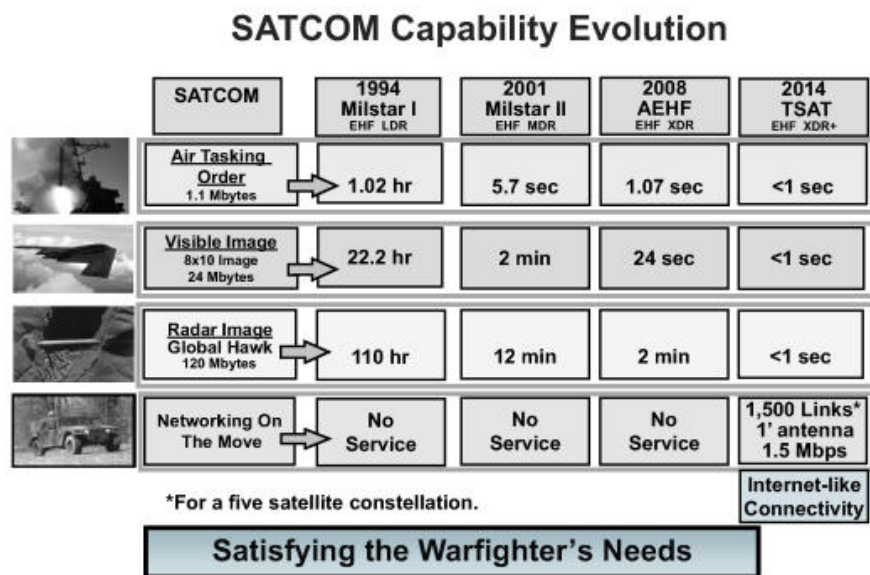 SATCOM Capability Evolution
SATCOM
1994
Milstar I
EHF LDR
2001
Milstar II
EHF MDR
2008
AEHF
EHF XDR
2014
TSAT
EHF XDR+
Air Tasking
Order
1.1 Mbytes
1.02 hr
5.7 sec
1.07 sec
<1 sec
Visible Image
8x10 Image
24 Mbytes
22.2 hr
2 min
24 sec
<1 sec
Radar Image
Global Hawk
120 Mbytes
110 hr
12 min
2 min
<1 sec
Networking On
The Move
No
Service
No
Service
No
Service
1,500 Links*
1' antenna
1.5 Mbps
Internet-like
Connectivity
*For a five satellite constellation.
Satisfying the Warfighter's Needs